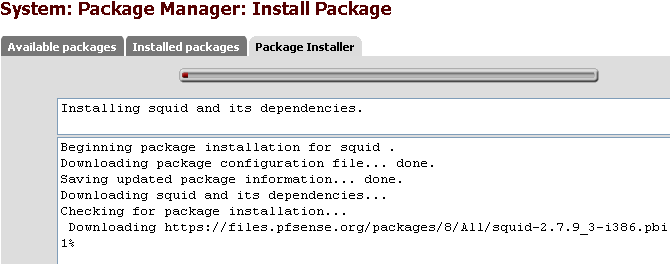 System: Package Manager: Install Package
Available packages Installed packages Package Installer
Installing squid and its dependencies.
Beginning package installation for squid .
Downloading package configuration file... done.
Saving updated package information... done.
Downloading squid and its dependencies...
Checking for package installation...
Downloading https://files.pfsense.org/packages/8/All/squid-2.7.9_3-i386.pbi
1%